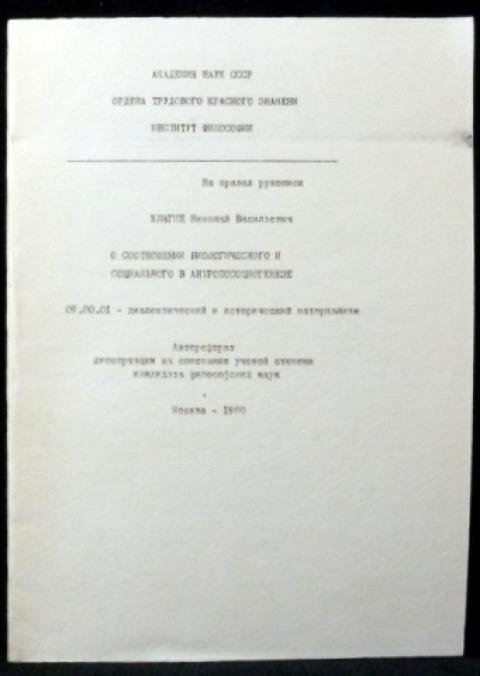 АКАДЕМИЯ НАУК СССР
ОРДЕНА ТРУДОВОГО КРАСНОГО ЗНАМЕНИ
ИНСТИТУТ ФИЛОСОФИИ
На правах рукописи
КЛЯГИН Николай Васильевич
О СООТНОШЕНИИ БИОЛОГИЧЕСКОГО И
СОЦИАЛЬНОГО В АНТРОПОСОЦИОГЕНЕЗЕ
09.00.01 - диалектический и исторический материализм
Автореферат
диссертации на соискание ученой степени
кандидата философских наук
Москва - 1980